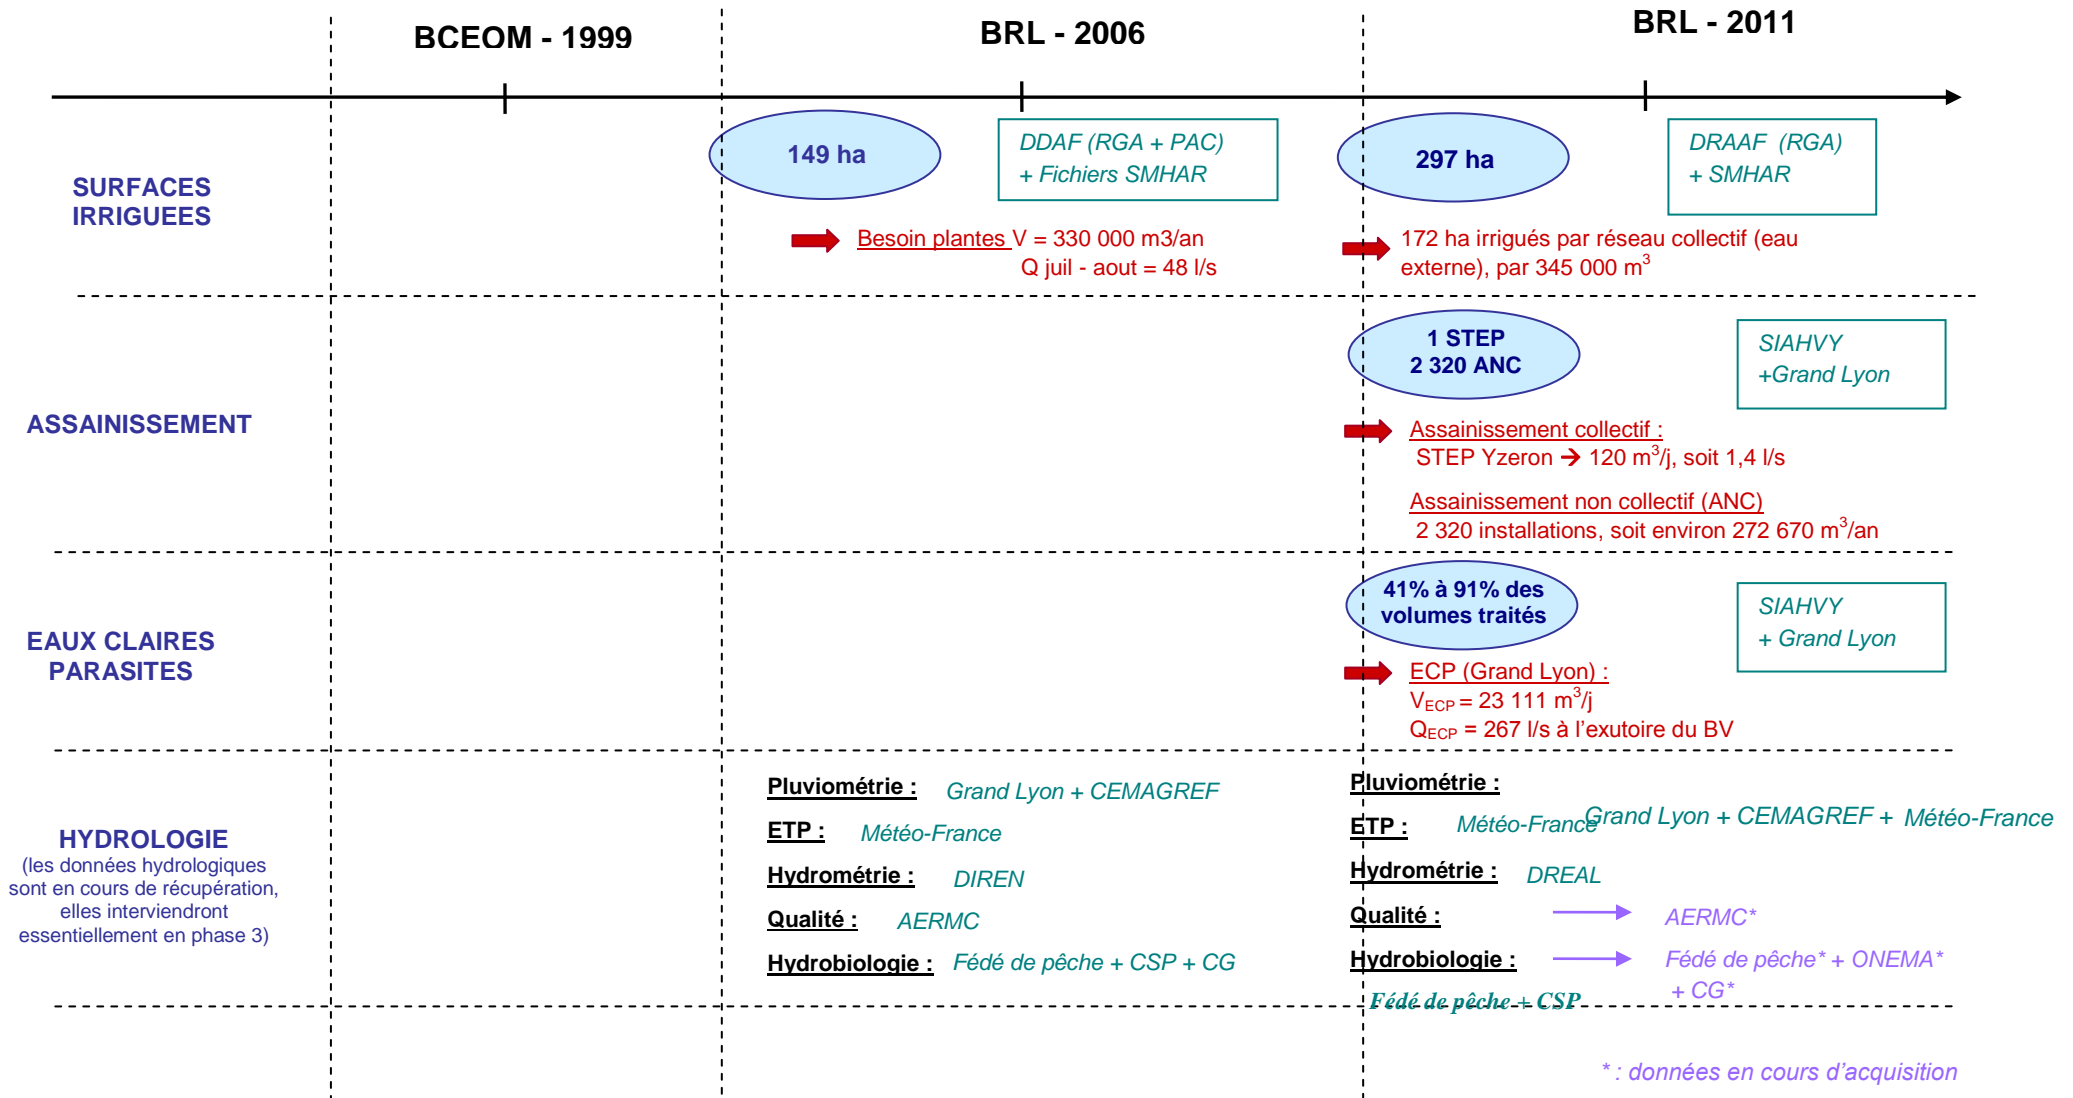 BCEOM - 1999
BRL - 2006
BRL - 2011
SURFACES
IRRIGUEES
149 ha
DDAF (RGA + PAC)
+ Fichiers SMHAR
Besoin plantes V = 330 000 m3/an
Q juil - aout = 48 l/s
297 ha
DRAAF (RGA)
+ SMHAR
172 ha irrigués par réseau collectif (eau
externe), par 345 000 m³
ASSAINISSEMENT
1 STEP
2 320 ANC
SIAHVY
+Grand Lyon
Assainissement collectif :
STEP Yzeron → 120 m³/j, soit 1,4 l/s
Assainissement non collectif (ANC)
2 320 installations, soit environ 272 670 m³/an
EAUX CLAIRES
PARASITES
41% à 91% des
volumes traités
SIAHVY
+ Grand Lyon
ECP (Grand Lyon) :
VECP = 23 111 m³/j
QECP = 267 l/s à l'exutoire du BV
HYDROLOGIE
(les données hydrologiques
sont en cours de récupération,
elles interviendront
essentiellement en phase 3)
Pluviométrie : Grand Lyon + CEMAGREF
ETP : Météo-France
Hydrométrie : DIREN
Qualité : AERMC
Hydrobiologie : Fédé de pêche + CSP + CG
Pluviométrie :
Grand Lyon + CEMAGREF + Météo-France
ETP : Météo-France
Hydrométrie : DREAL
Qualité : AERMC*
Hydrobiologie : Fédé de pêche* + ONEMA*
+ CG*
Fédé de pêche + CSP
* : données en cours d'acquisition